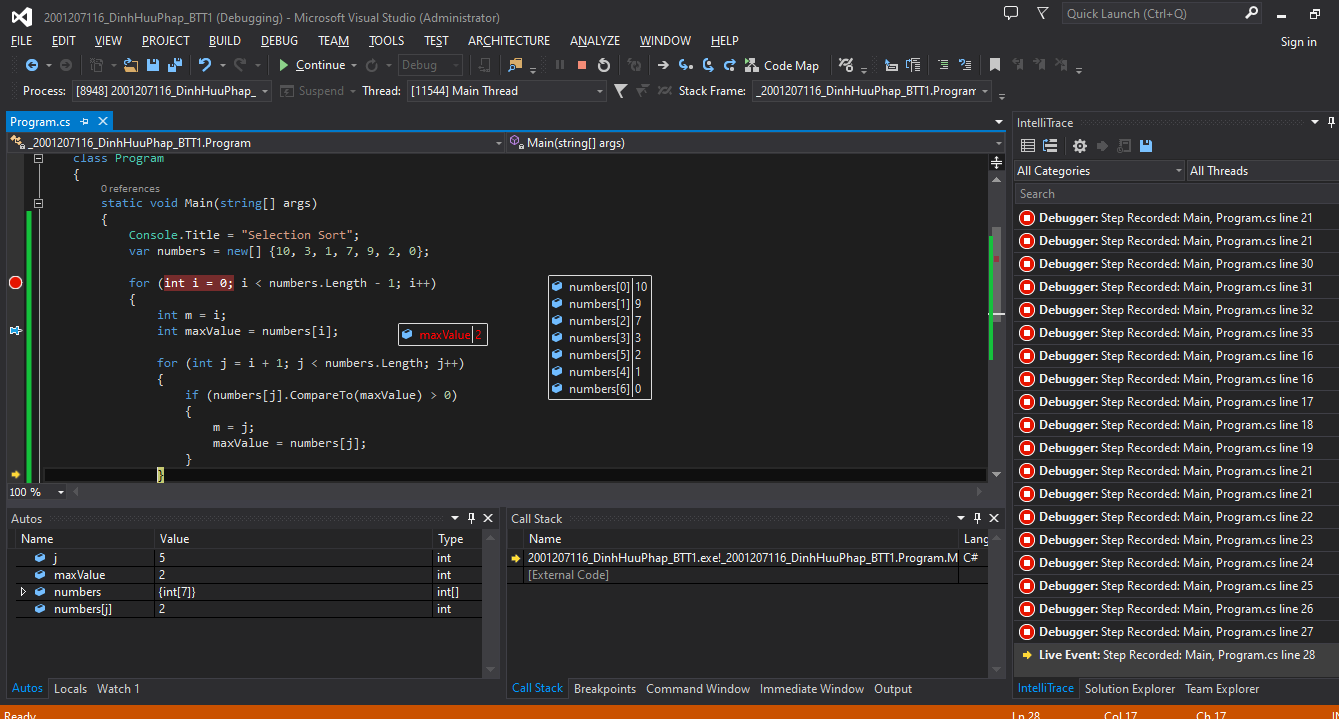 2001207116_DinhHuuPhap_BTT1 (Debugging) - Microsoft Visual Studio (Administrator)
Quick Launch (Ctrl+Q)
FILE EDIT VIEW PROJECT BUILD DEBUG TEAM TOOLS TEST ARCHITECTURE ANALYZE WINDOW HELP
Sign in
Continue Debug Code Map
Process: [8948] 2001207116_DinhHuuPhap_ Suspend Thread: [11544] Main Thread Stack Frame: _2001207116_DinhHuuPhap_BTT1.Program
Program.cs
_2001207116_DinhHuuPhap_BTT1.Program Main(string[] args)
class Program
{
0 references
static void Main(string[] args)
{
Console.Title = "Selection Sort";
var numbers = new[] {10, 3, 1, 7, 9, 2, 0};
for (int i = 0; i < numbers.Length - 1; i++)
{
int m = i;
int maxValue = numbers[i];
for (int j = i + 1; j < numbers.Length; j++)
{
if (numbers[j].CompareTo(maxValue) > 0)
{
m = j;
maxValue = numbers[j];
}
}
maxValue 2
numbers[0] 10
numbers[1] 9
numbers[2] 7
numbers[3] 3
numbers[5] 2
numbers[4] 1
numbers[6] 0
100 %
Autos
Name Value Type
j 5 int
maxValue 2 int
numbers {int[7]} int[]
numbers[j] 2 int
Autos Locals Watch 1
Call Stack
Name Lang
2001207116_DinhHuuPhap_BTT1.exe!_2001207116_DinhHuuPhap_BTT1.Program.M C#
[External Code]
Call Stack Breakpoints Command Window Immediate Window Output
IntelliTrace
All Categories All Threads
Search
Debugger: Step Recorded: Main, Program.cs line 21
Debugger: Step Recorded: Main, Program.cs line 21
Debugger: Step Recorded: Main, Program.cs line 30
Debugger: Step Recorded: Main, Program.cs line 31
Debugger: Step Recorded: Main, Program.cs line 32
Debugger: Step Recorded: Main, Program.cs line 35
Debugger: Step Recorded: Main, Program.cs line 16
Debugger: Step Recorded: Main, Program.cs line 16
Debugger: Step Recorded: Main, Program.cs line 17
Debugger: Step Recorded: Main, Program.cs line 18
Debugger: Step Recorded: Main, Program.cs line 19
Debugger: Step Recorded: Main, Program.cs line 21
Debugger: Step Recorded: Main, Program.cs line 21
Debugger: Step Recorded: Main, Program.cs line 22
Debugger: Step Recorded: Main, Program.cs line 23
Debugger: Step Recorded: Main, Program.cs line 24
Debugger: Step Recorded: Main, Program.cs line 25
Debugger: Step Recorded: Main, Program.cs line 26
Debugger: Step Recorded: Main, Program.cs line 27
Live Event: Step Recorded: Main, Program.cs line 28
IntelliTrace Solution Explorer Team Explorer
Ready Ln 28 Col 17 Ch 17